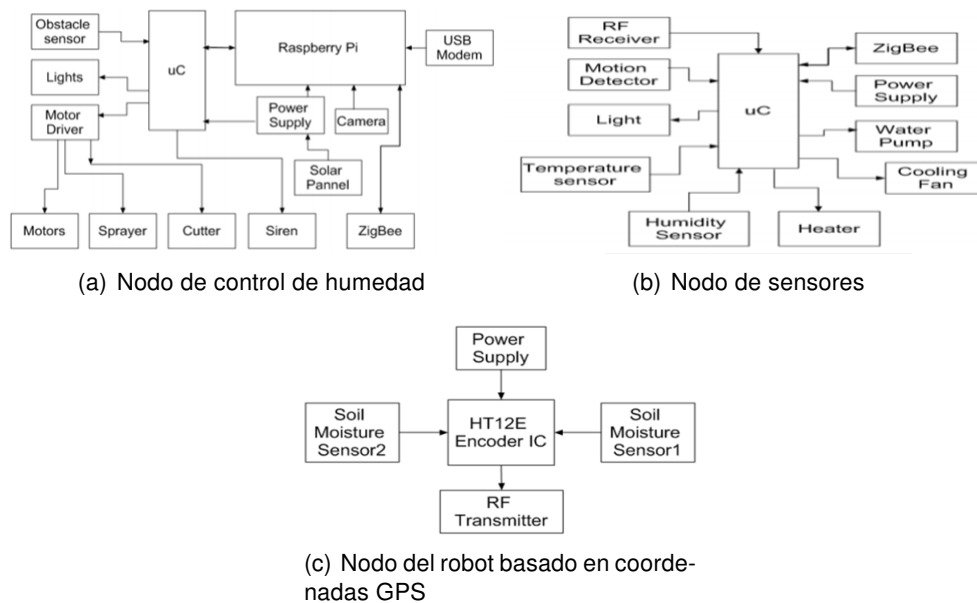 Obstacle
sensor
Lights
Motor
Driver
uC
Raspberry Pi
USB
Modem
Power
Supply
Camera
Solar
Pannel
Motors
Sprayer
Cutter
Siren
ZigBee
(a) Nodo de control de humedad
RF
Receiver
Motion
Detector
Light
Temperature
sensor
uC
ZigBee
Power
Supply
Water
Pump
Cooling
Fan
Humidity
Sensor
Heater
(b) Nodo de sensores
Power
Supply
Soil
Moisture
Sensor2
HT12E
Encoder IC
Soil
Moisture
Sensor1
RF
Transmitter
(c) Nodo del robot basado en coorde-
nadas GPS